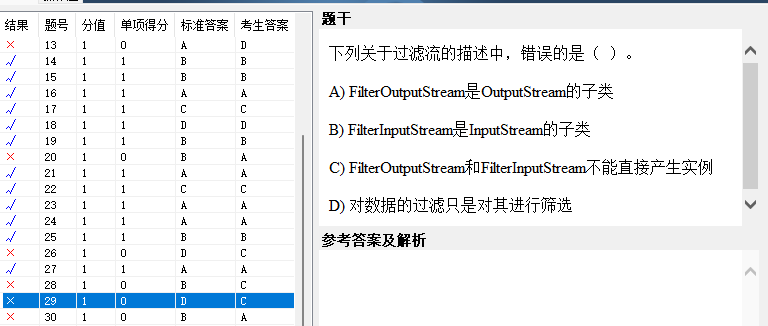 结果 题号 分值 单项得分 标准答案 考生答案
× 13 1 0 A D
√ 14 1 1 B B
√ 15 1 1 B B
√ 16 1 1 A A
√ 17 1 1 C C
√ 18 1 1 D D
√ 19 1 1 B B
× 20 1 0 B A
√ 21 1 1 A A
√ 22 1 1 C C
√ 23 1 1 A A
√ 24 1 1 A A
√ 25 1 1 B B
× 26 1 0 D C
√ 27 1 1 A A
× 28 1 0 B C
× 29 1 0 D C
× 30 1 0 B A
题干
下列关于过滤流的描述中，错误的是（ ）。
A) FilterOutputStream是OutputStream的子类
B) FilterInputStream是InputStream的子类
C) FilterOutputStream和FilterInputStream不能直接产生实例
D) 对数据的过滤只是对其进行筛选
参考答案及解析